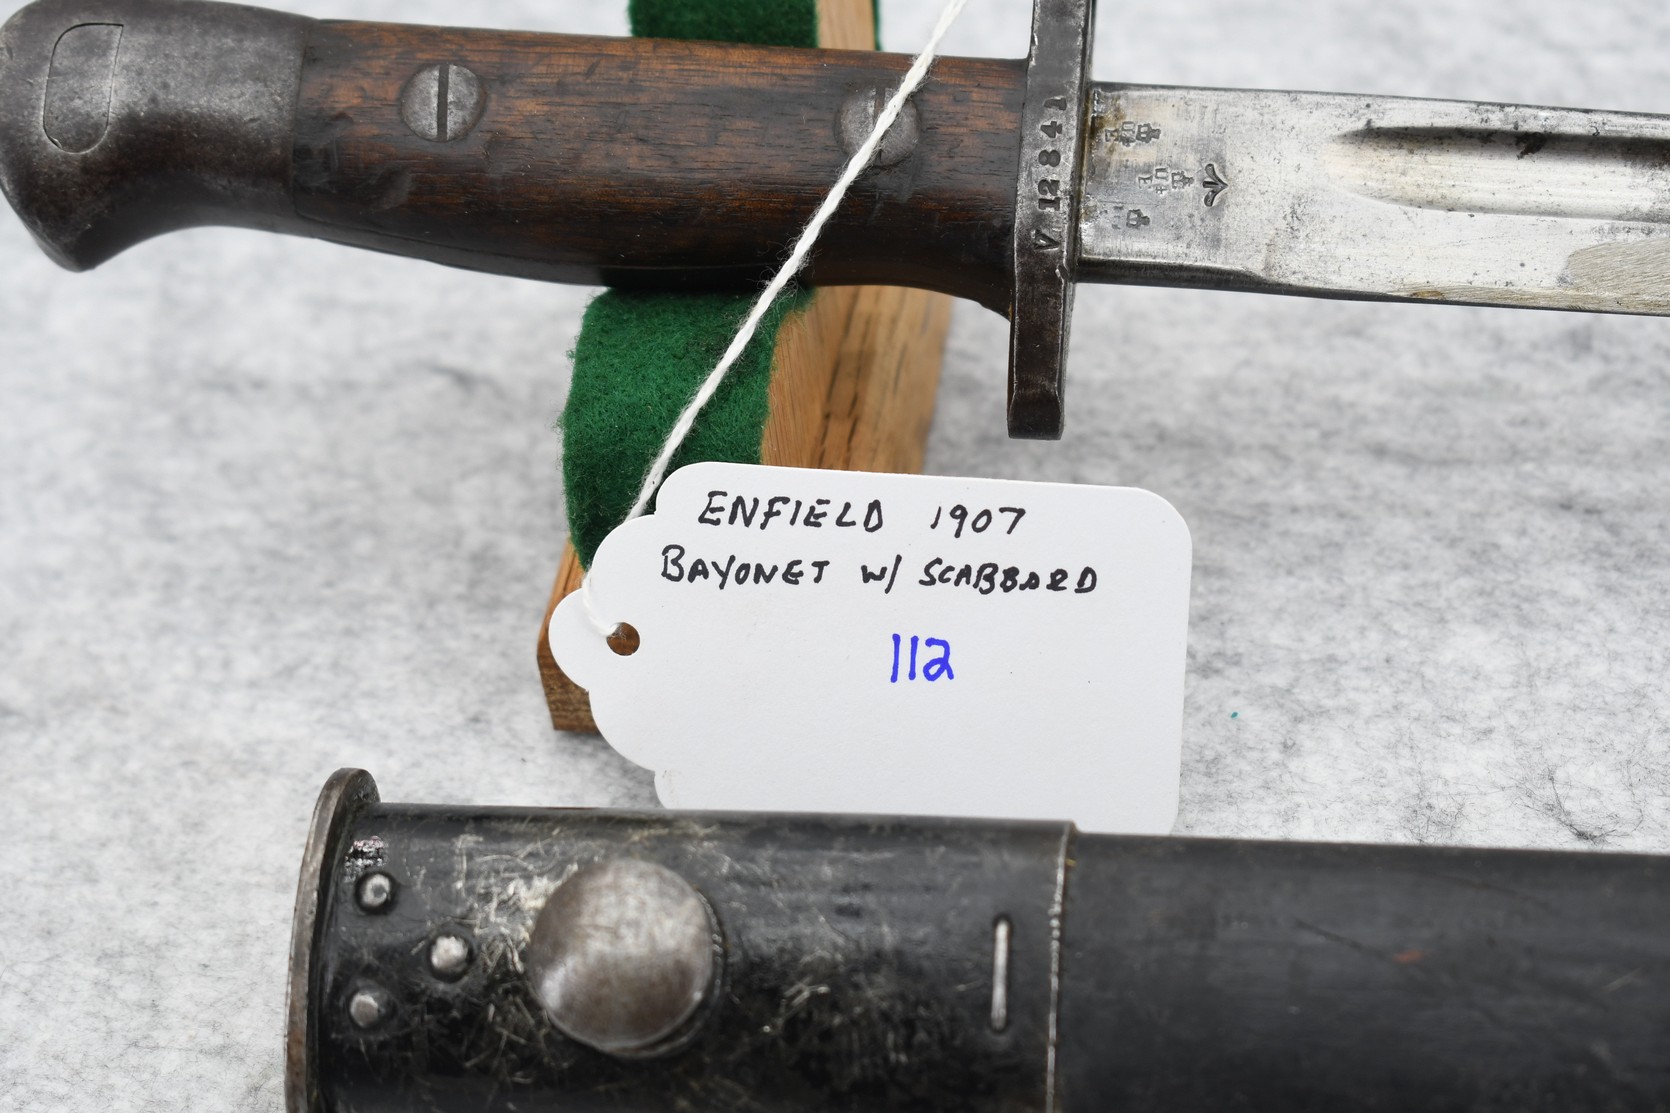 ENFIELD 1907
BAYONET W/ SCABBARD
112
V 12841